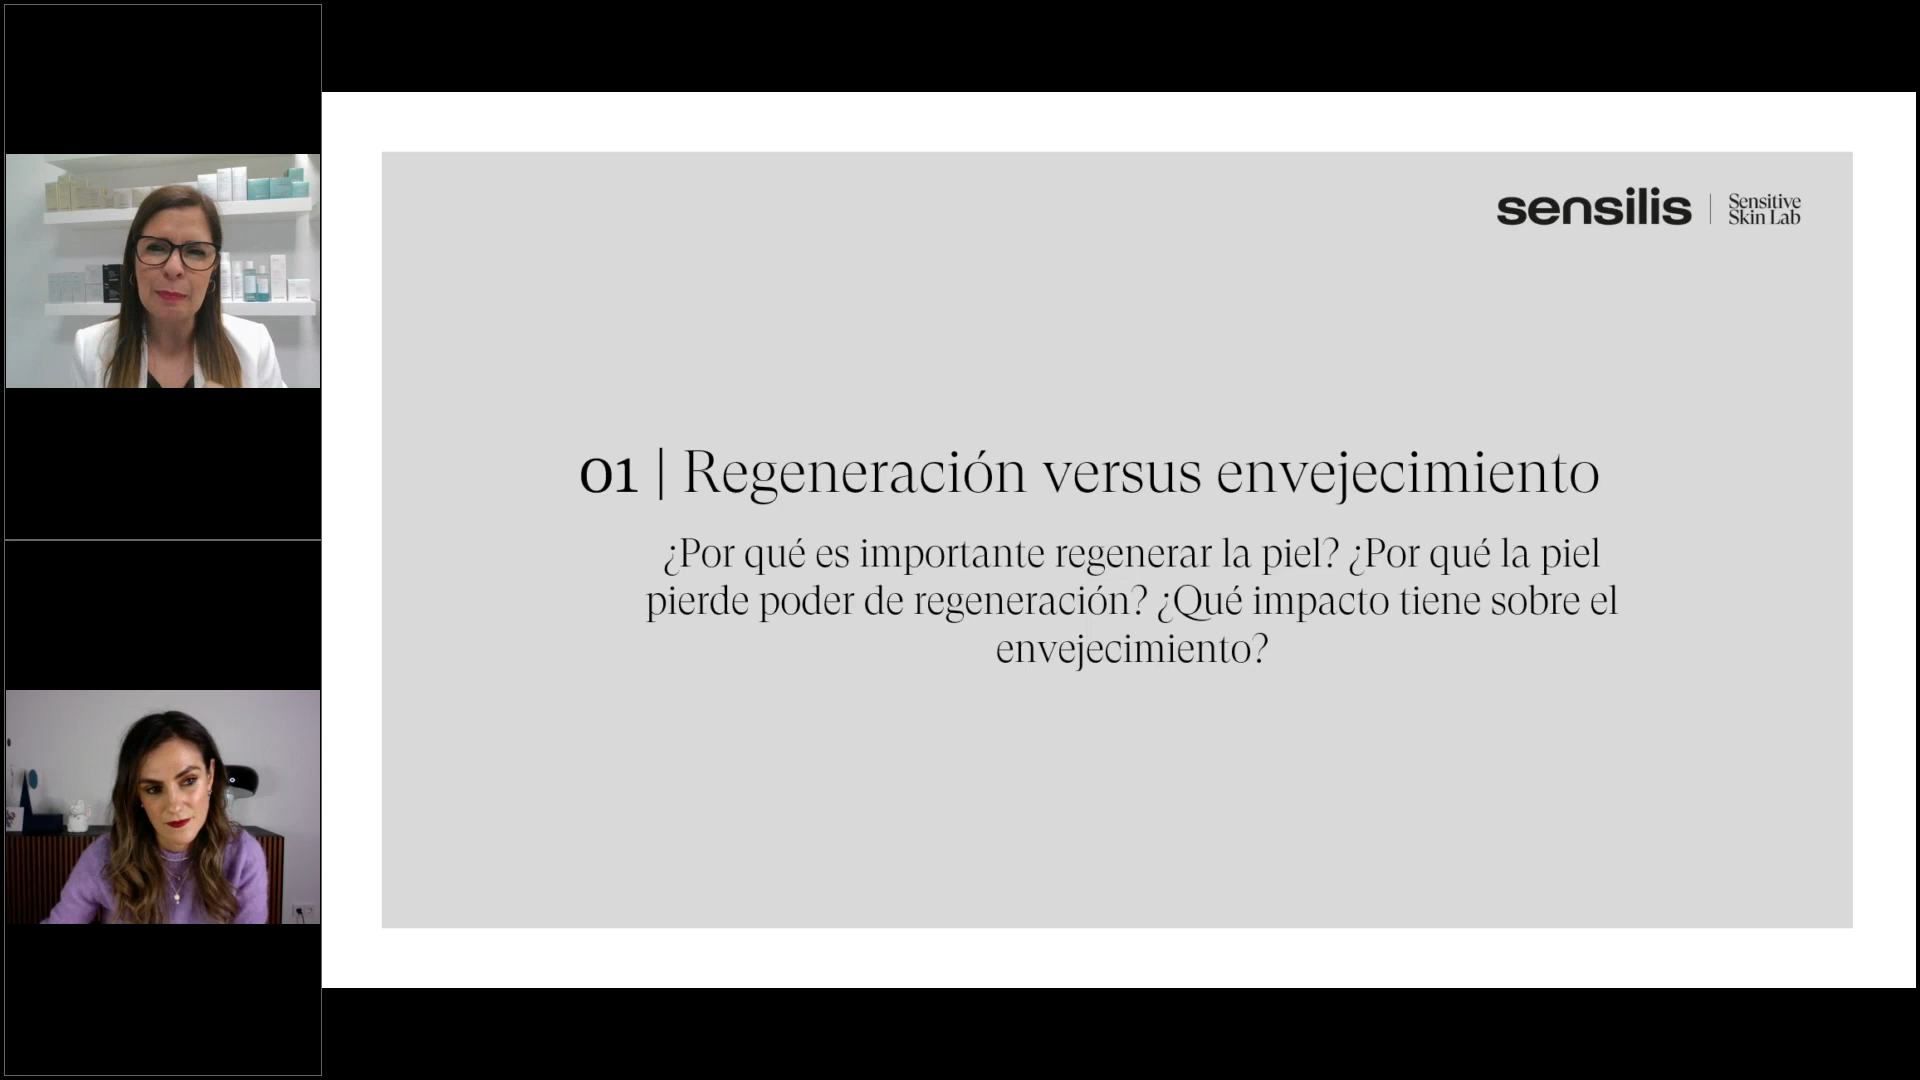 sensilis | Sensitive
Skin Lab
01 | Regeneración versus envejecimiento
¿Por qué es importante regenerar la piel? ¿Por qué la piel
pierde poder de regeneración? ¿Qué impacto tiene sobre el
envejecimiento?